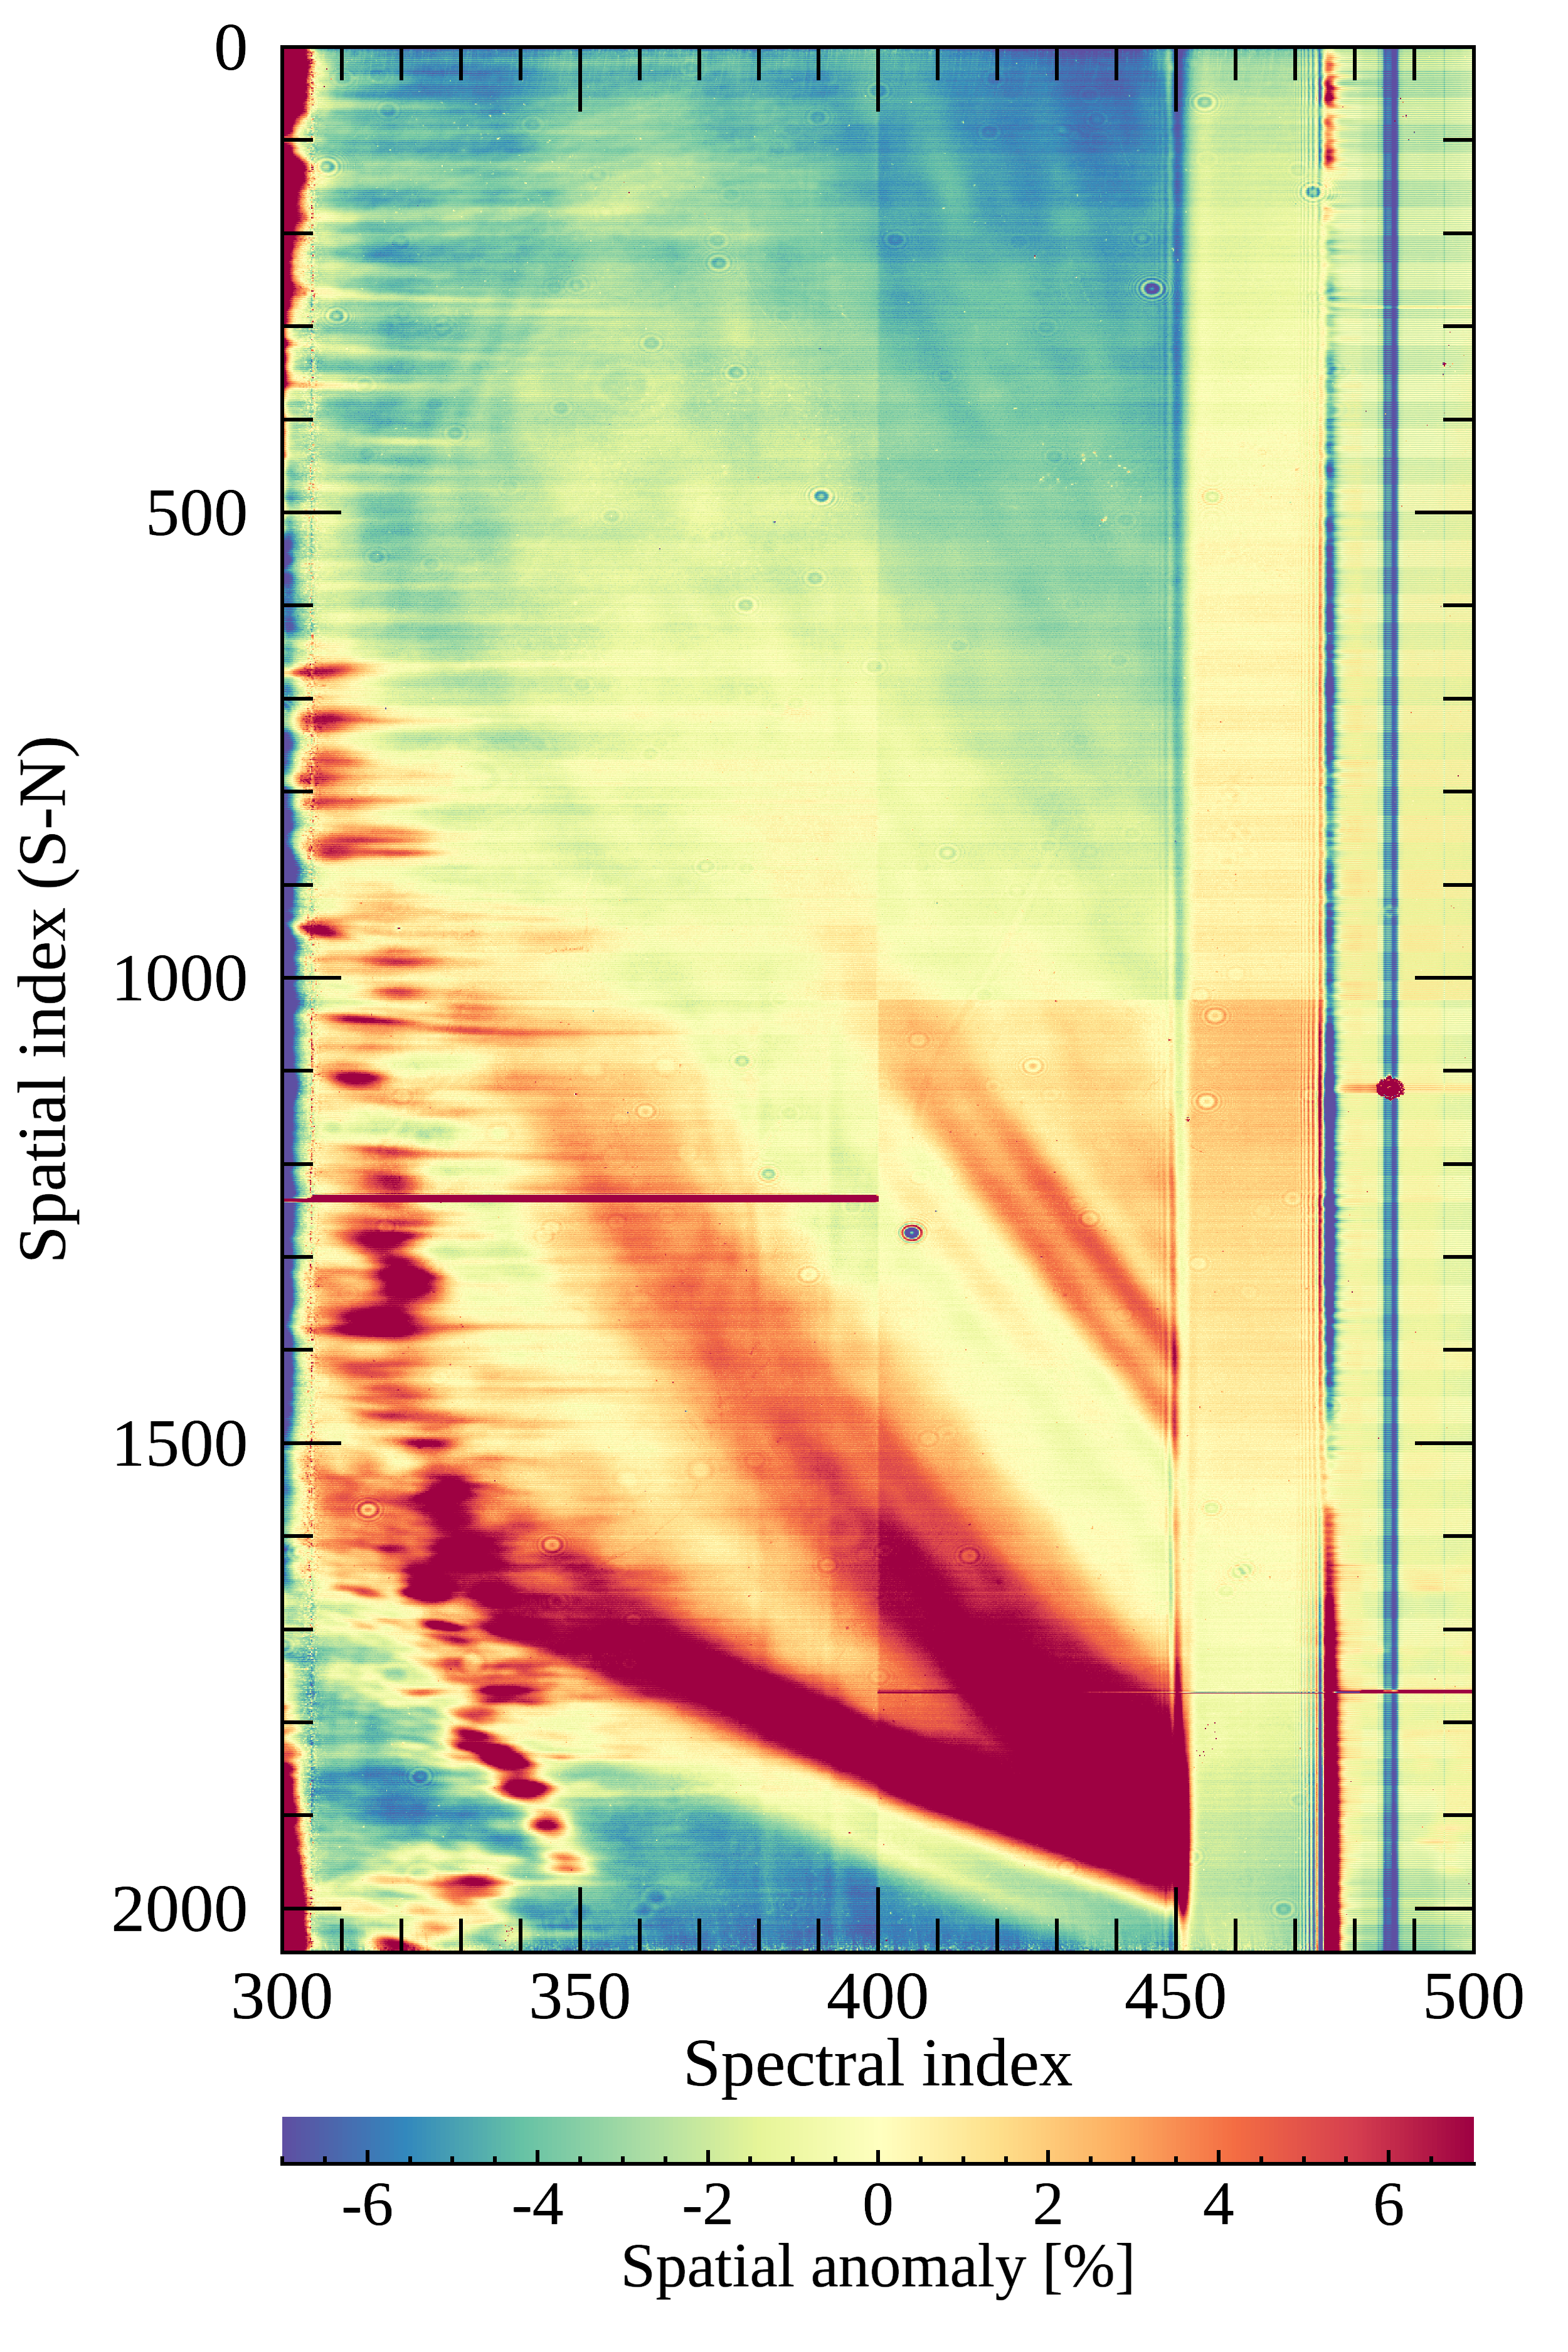 0
500
1000
1500
2000
Spatial index (S-N)
300 350 400 450 500
Spectral index
-6 -4 -2 0 2 4 6
Spatial anomaly [%]